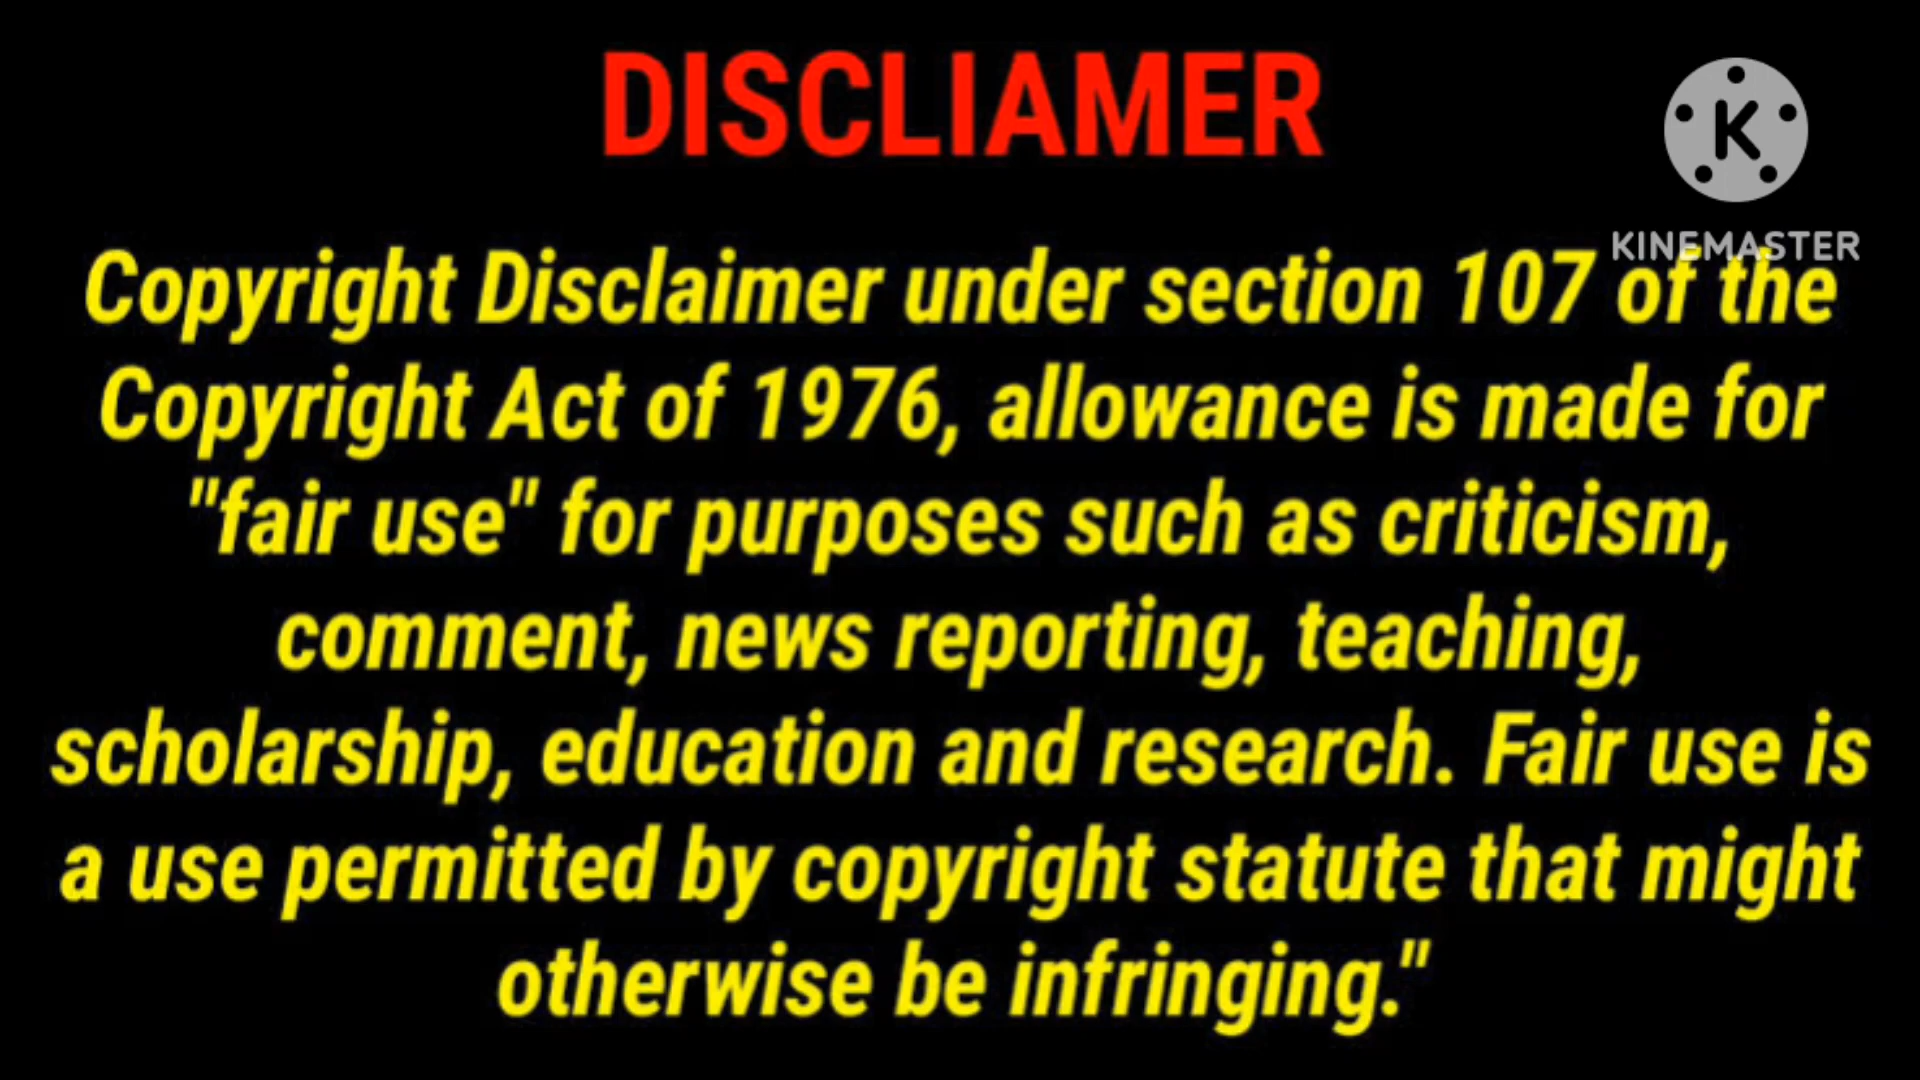 DISCLIAMER
K
KINEMASTER
Copyright Disclaimer under section 107 of the
Copyright Act of 1976, allowance is made for
"fair use" for purposes such as criticism,
comment, news reporting, teaching,
scholarship, education and research. Fair use is
a use permitted by copyright statute that might
otherwise be infringing."